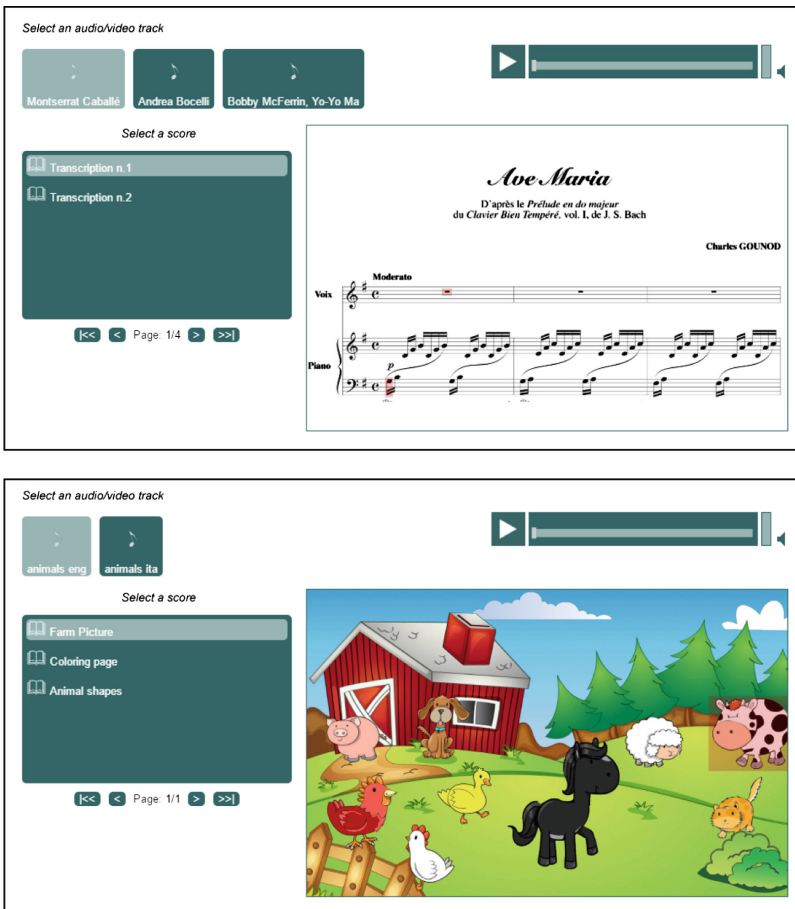 Select an audio/video track
Montserrat Caballé
Andrea Bocelli
Bobby McFerrin, Yo-Yo Ma
Select a score
Transcription n.1
Transcription n.2
|<< < Page: 1/4 > >>|
Ave Maria
D'après le Prélude en do majeur
du Clavier Bien Tempéré, vol. I, de J. S. Bach
Charles GOUNOD
Moderato
Voix
Piano
p
Select an audio/video track
animals eng
animals ita
Select a score
Farm Picture
Coloring page
Animal shapes
|<< < Page: 1/1 > >>|